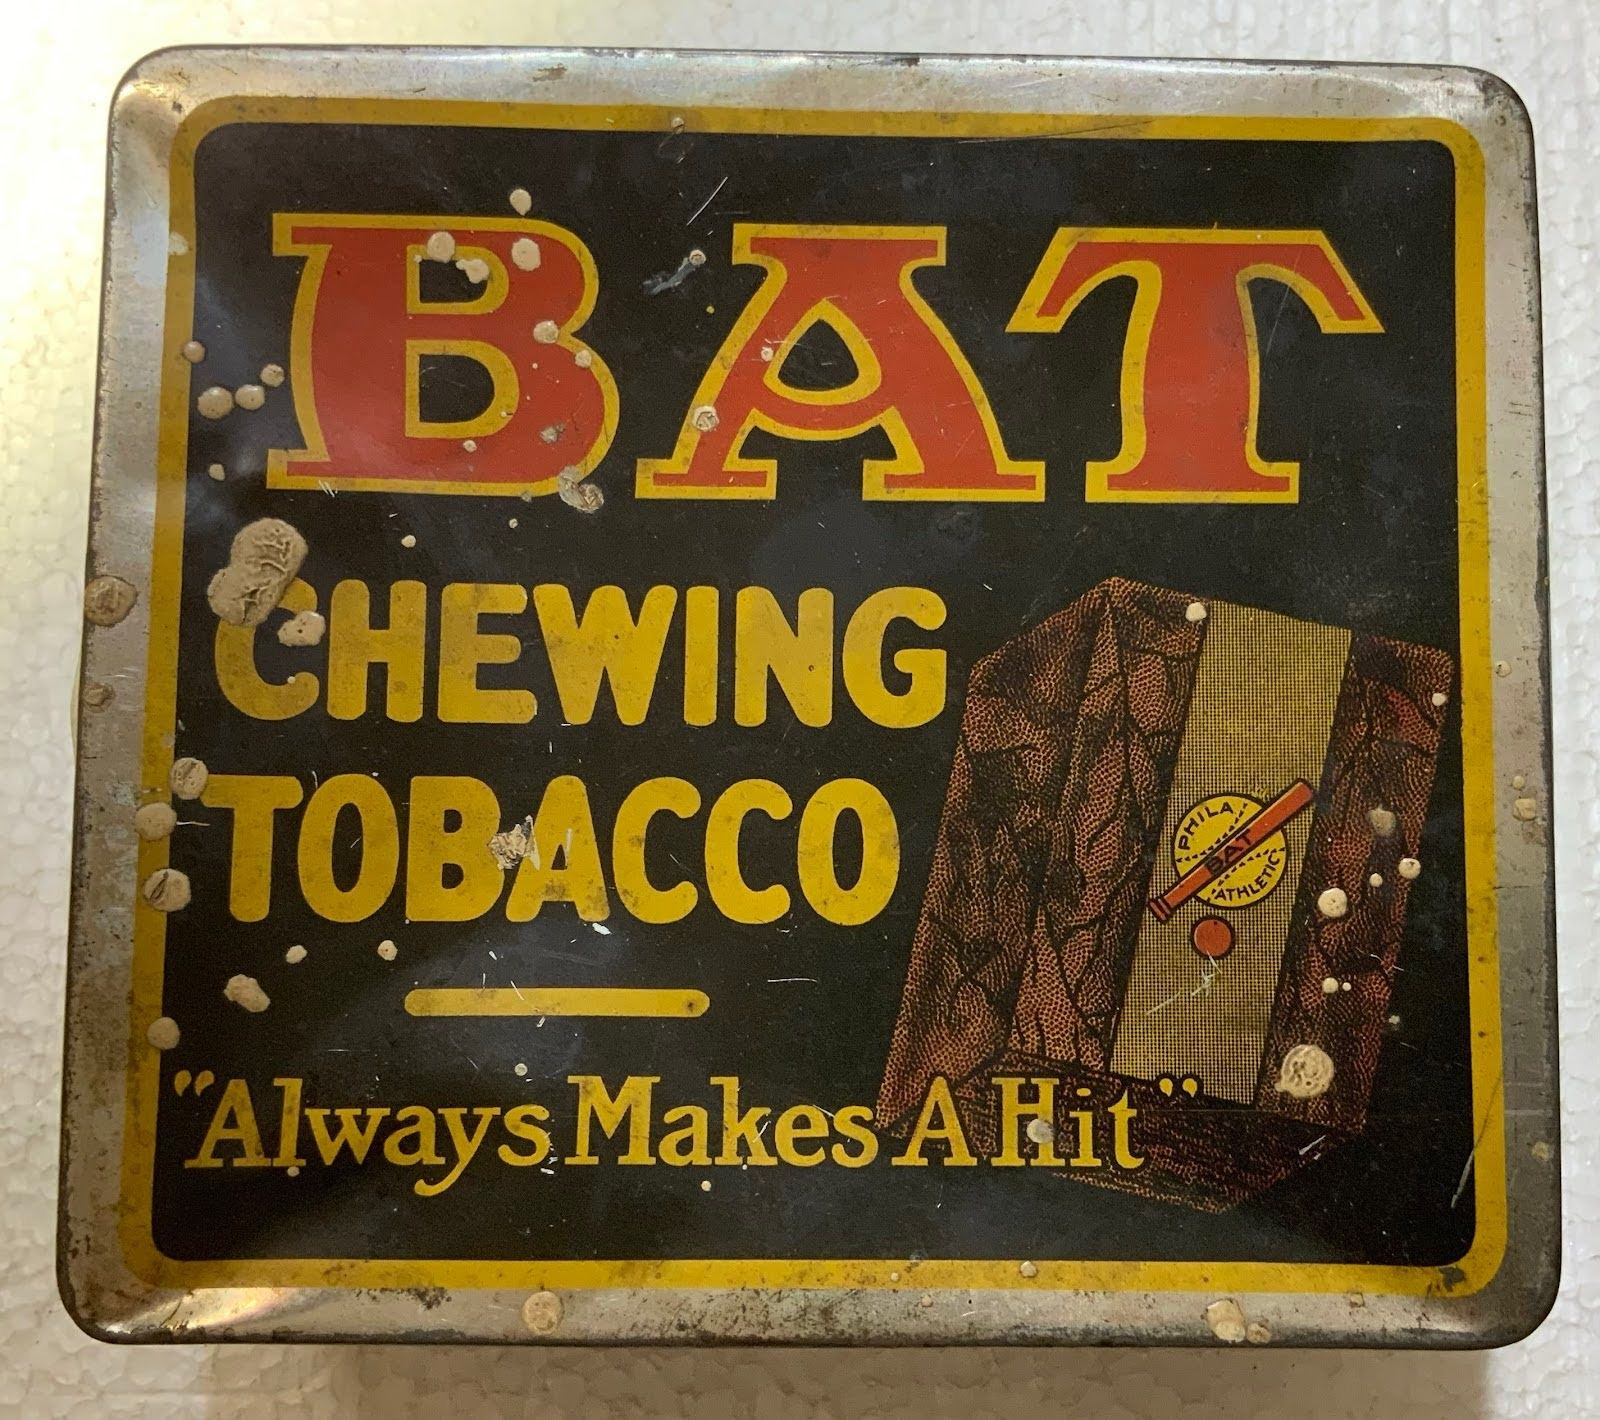 BAT
CHEWING
TOBACCO
PHILA
BAT
ATHLETIC
"Always Makes A Hit"